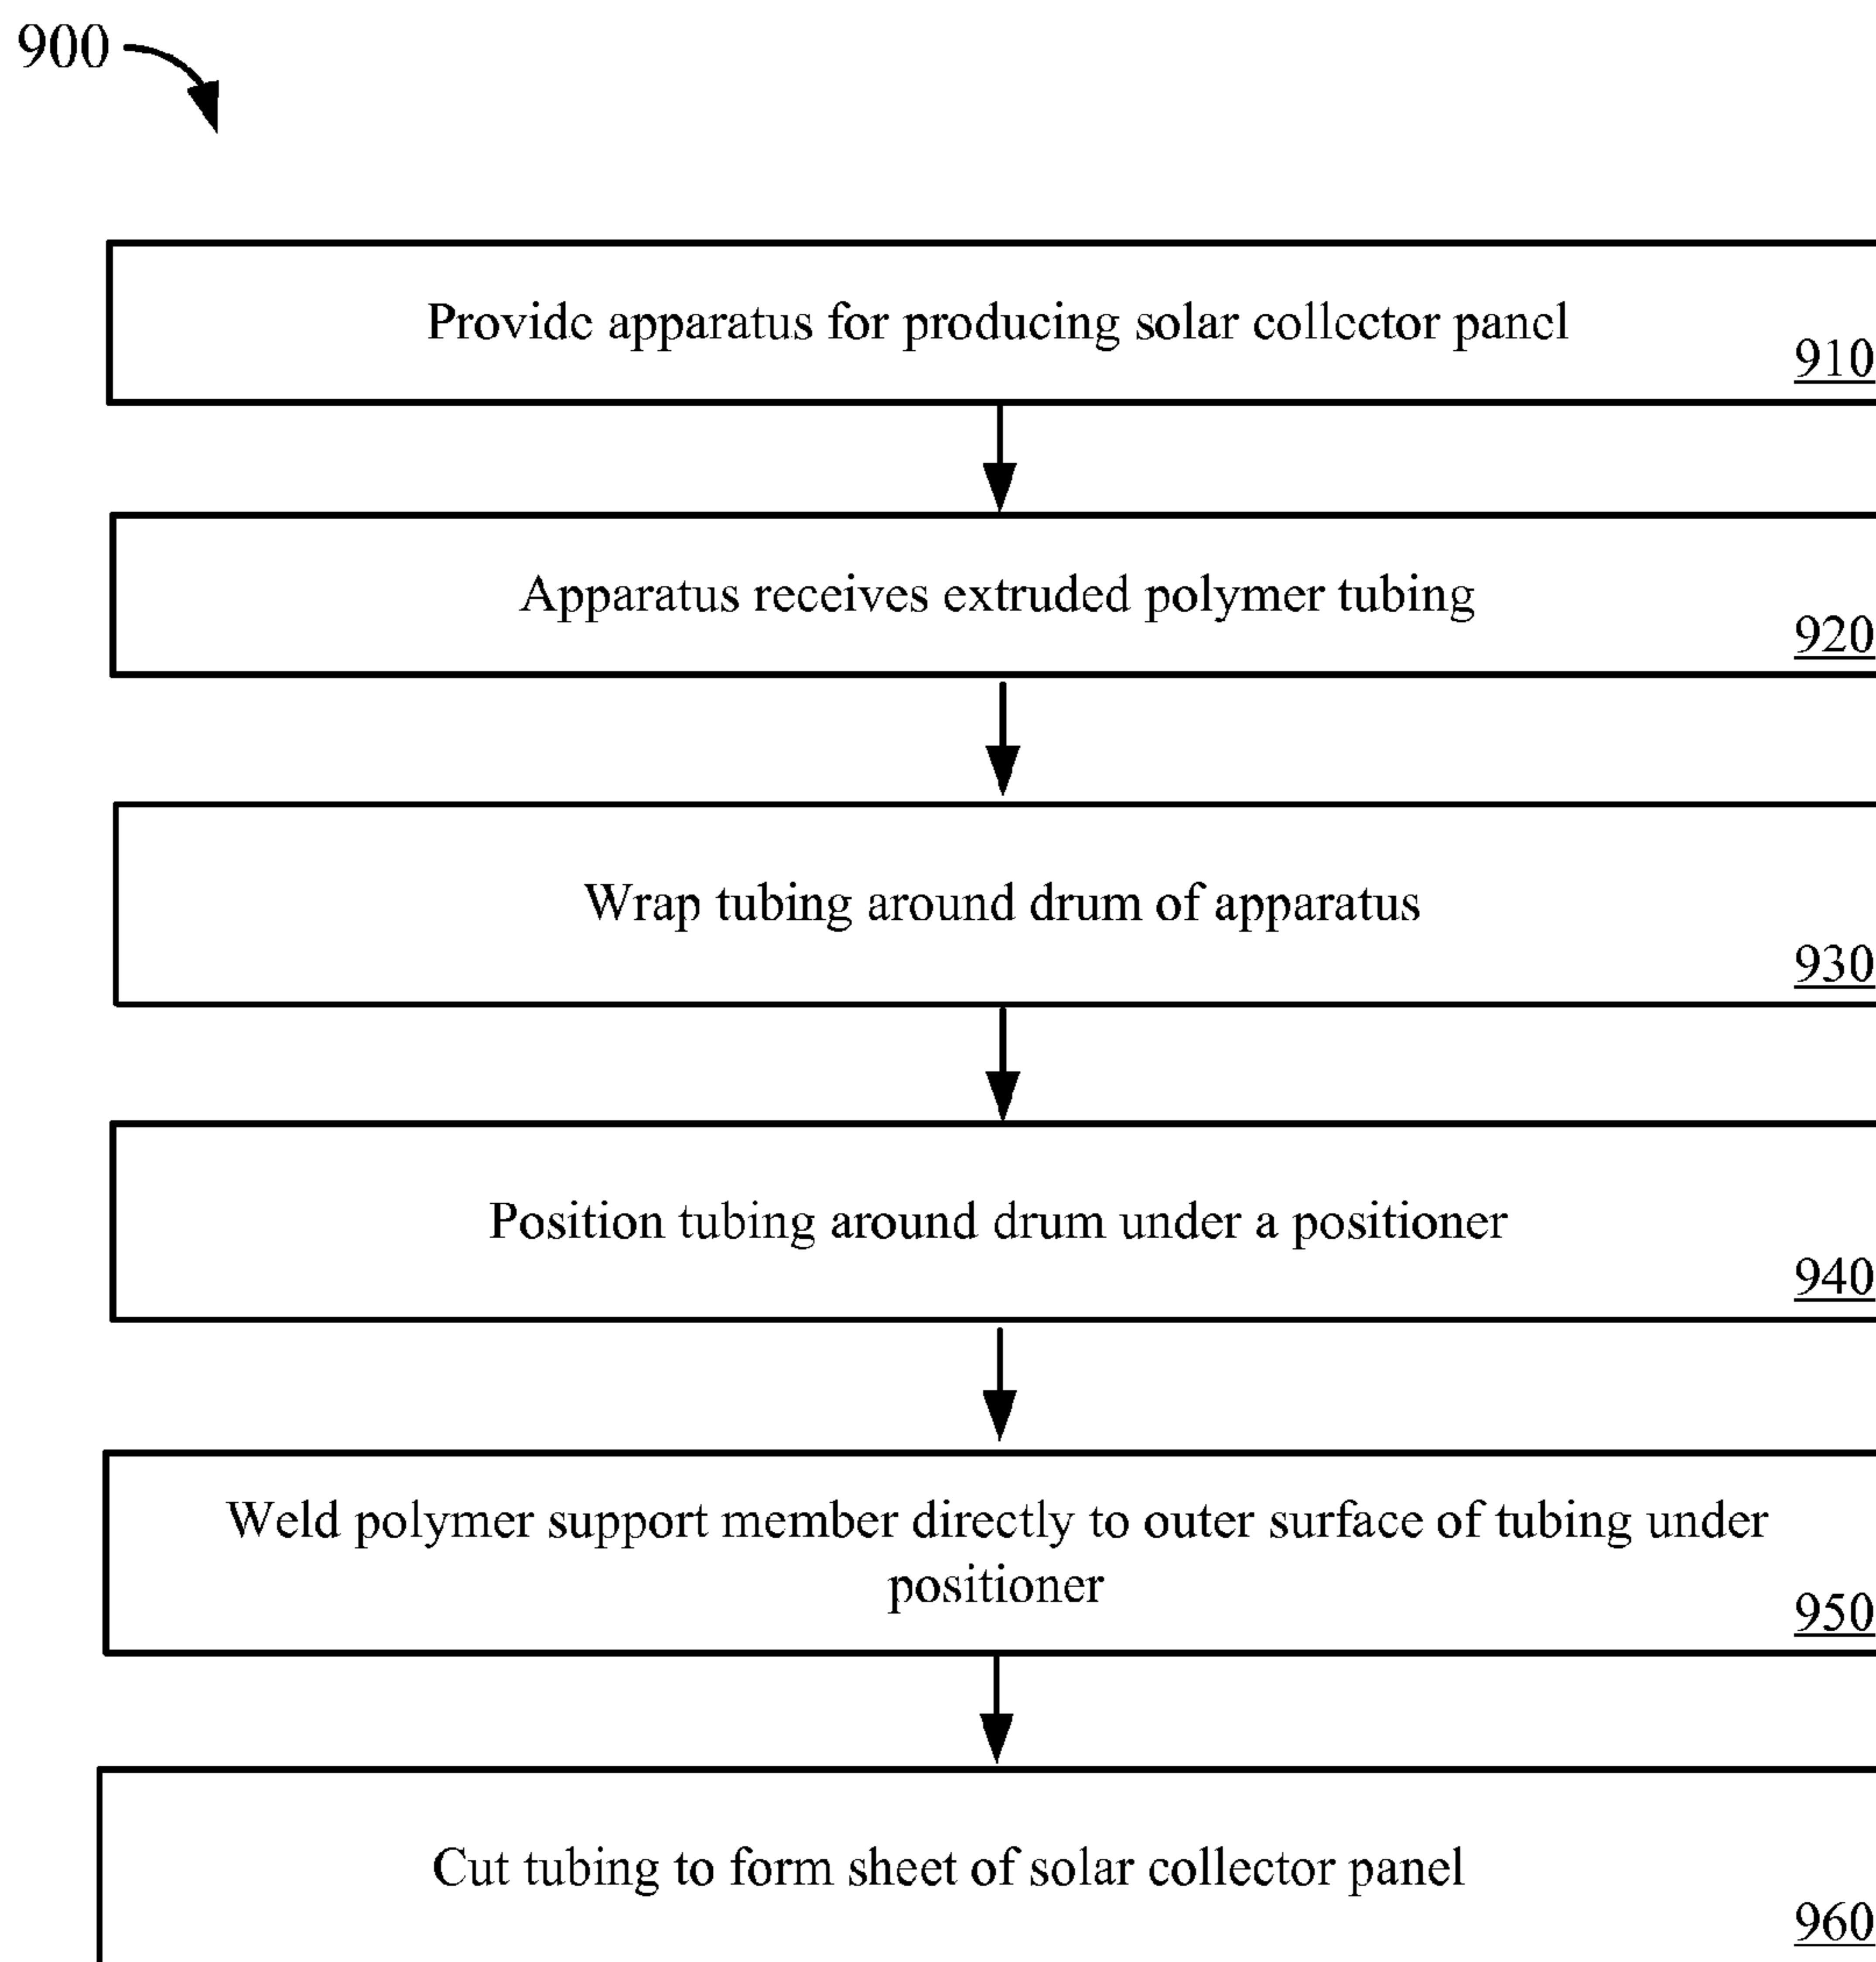 900
Provide apparatus for producing solar collector panel
910
Apparatus receives extruded polymer tubing
920
Wrap tubing around drum of apparatus
930
Position tubing around drum under a positioner
940
Weld polymer support member directly to outer surface of tubing under
positioner
950
Cut tubing to form sheet of solar collector panel
960